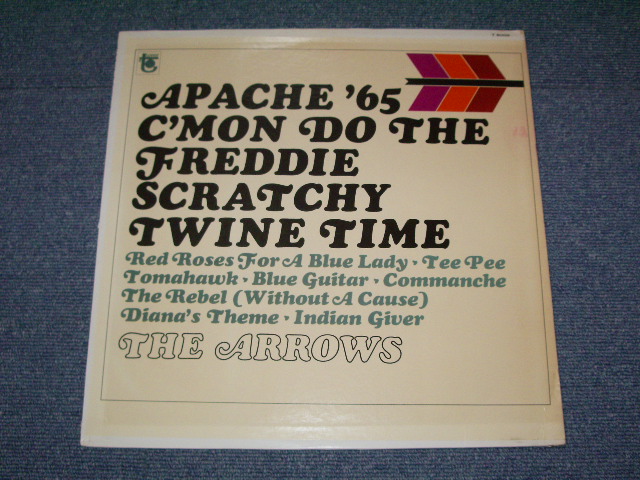 APACHE '65
C'MON DO THE
FREDDIE
SCRATCHY
TWINE TIME
Red Roses For A Blue Lady · Tee Pee
Tomahawk · Blue Guitar · Commanche
The Rebel (Without A Cause)
Diana's Theme · Indian Giver
THE ARROWS